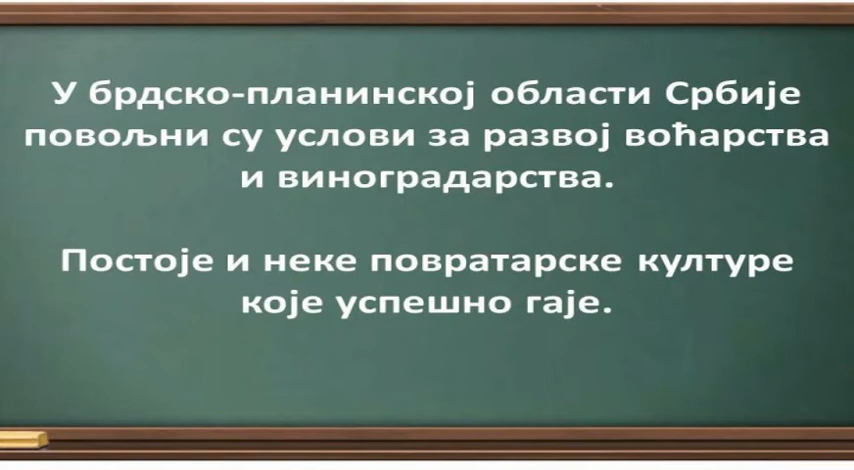 У брдско-планинској области Србије
повољни су услови за развој воћарства
и виноградарства.
Постоје и неке повратарске културе
које успешно гаје.